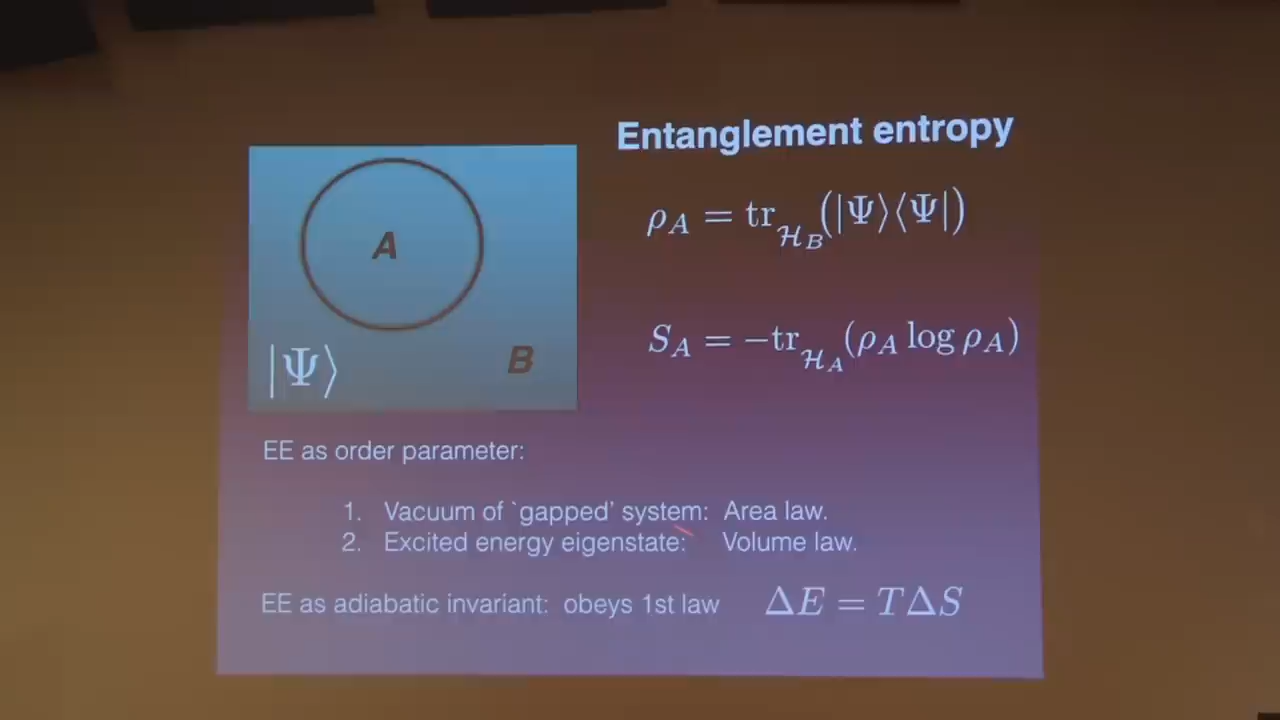 Entanglement entropy
A
B
|Ψ⟩
ρ_A = tr_{ℋ_B}(|Ψ⟩⟨Ψ|)
S_A = −tr_{ℋ_A}(ρ_A log ρ_A)
EE as order parameter:
1. Vacuum of `gapped' system: Area law.
2. Excited energy eigenstate: Volume law.
EE as adiabatic invariant: obeys 1st law ΔE = TΔS